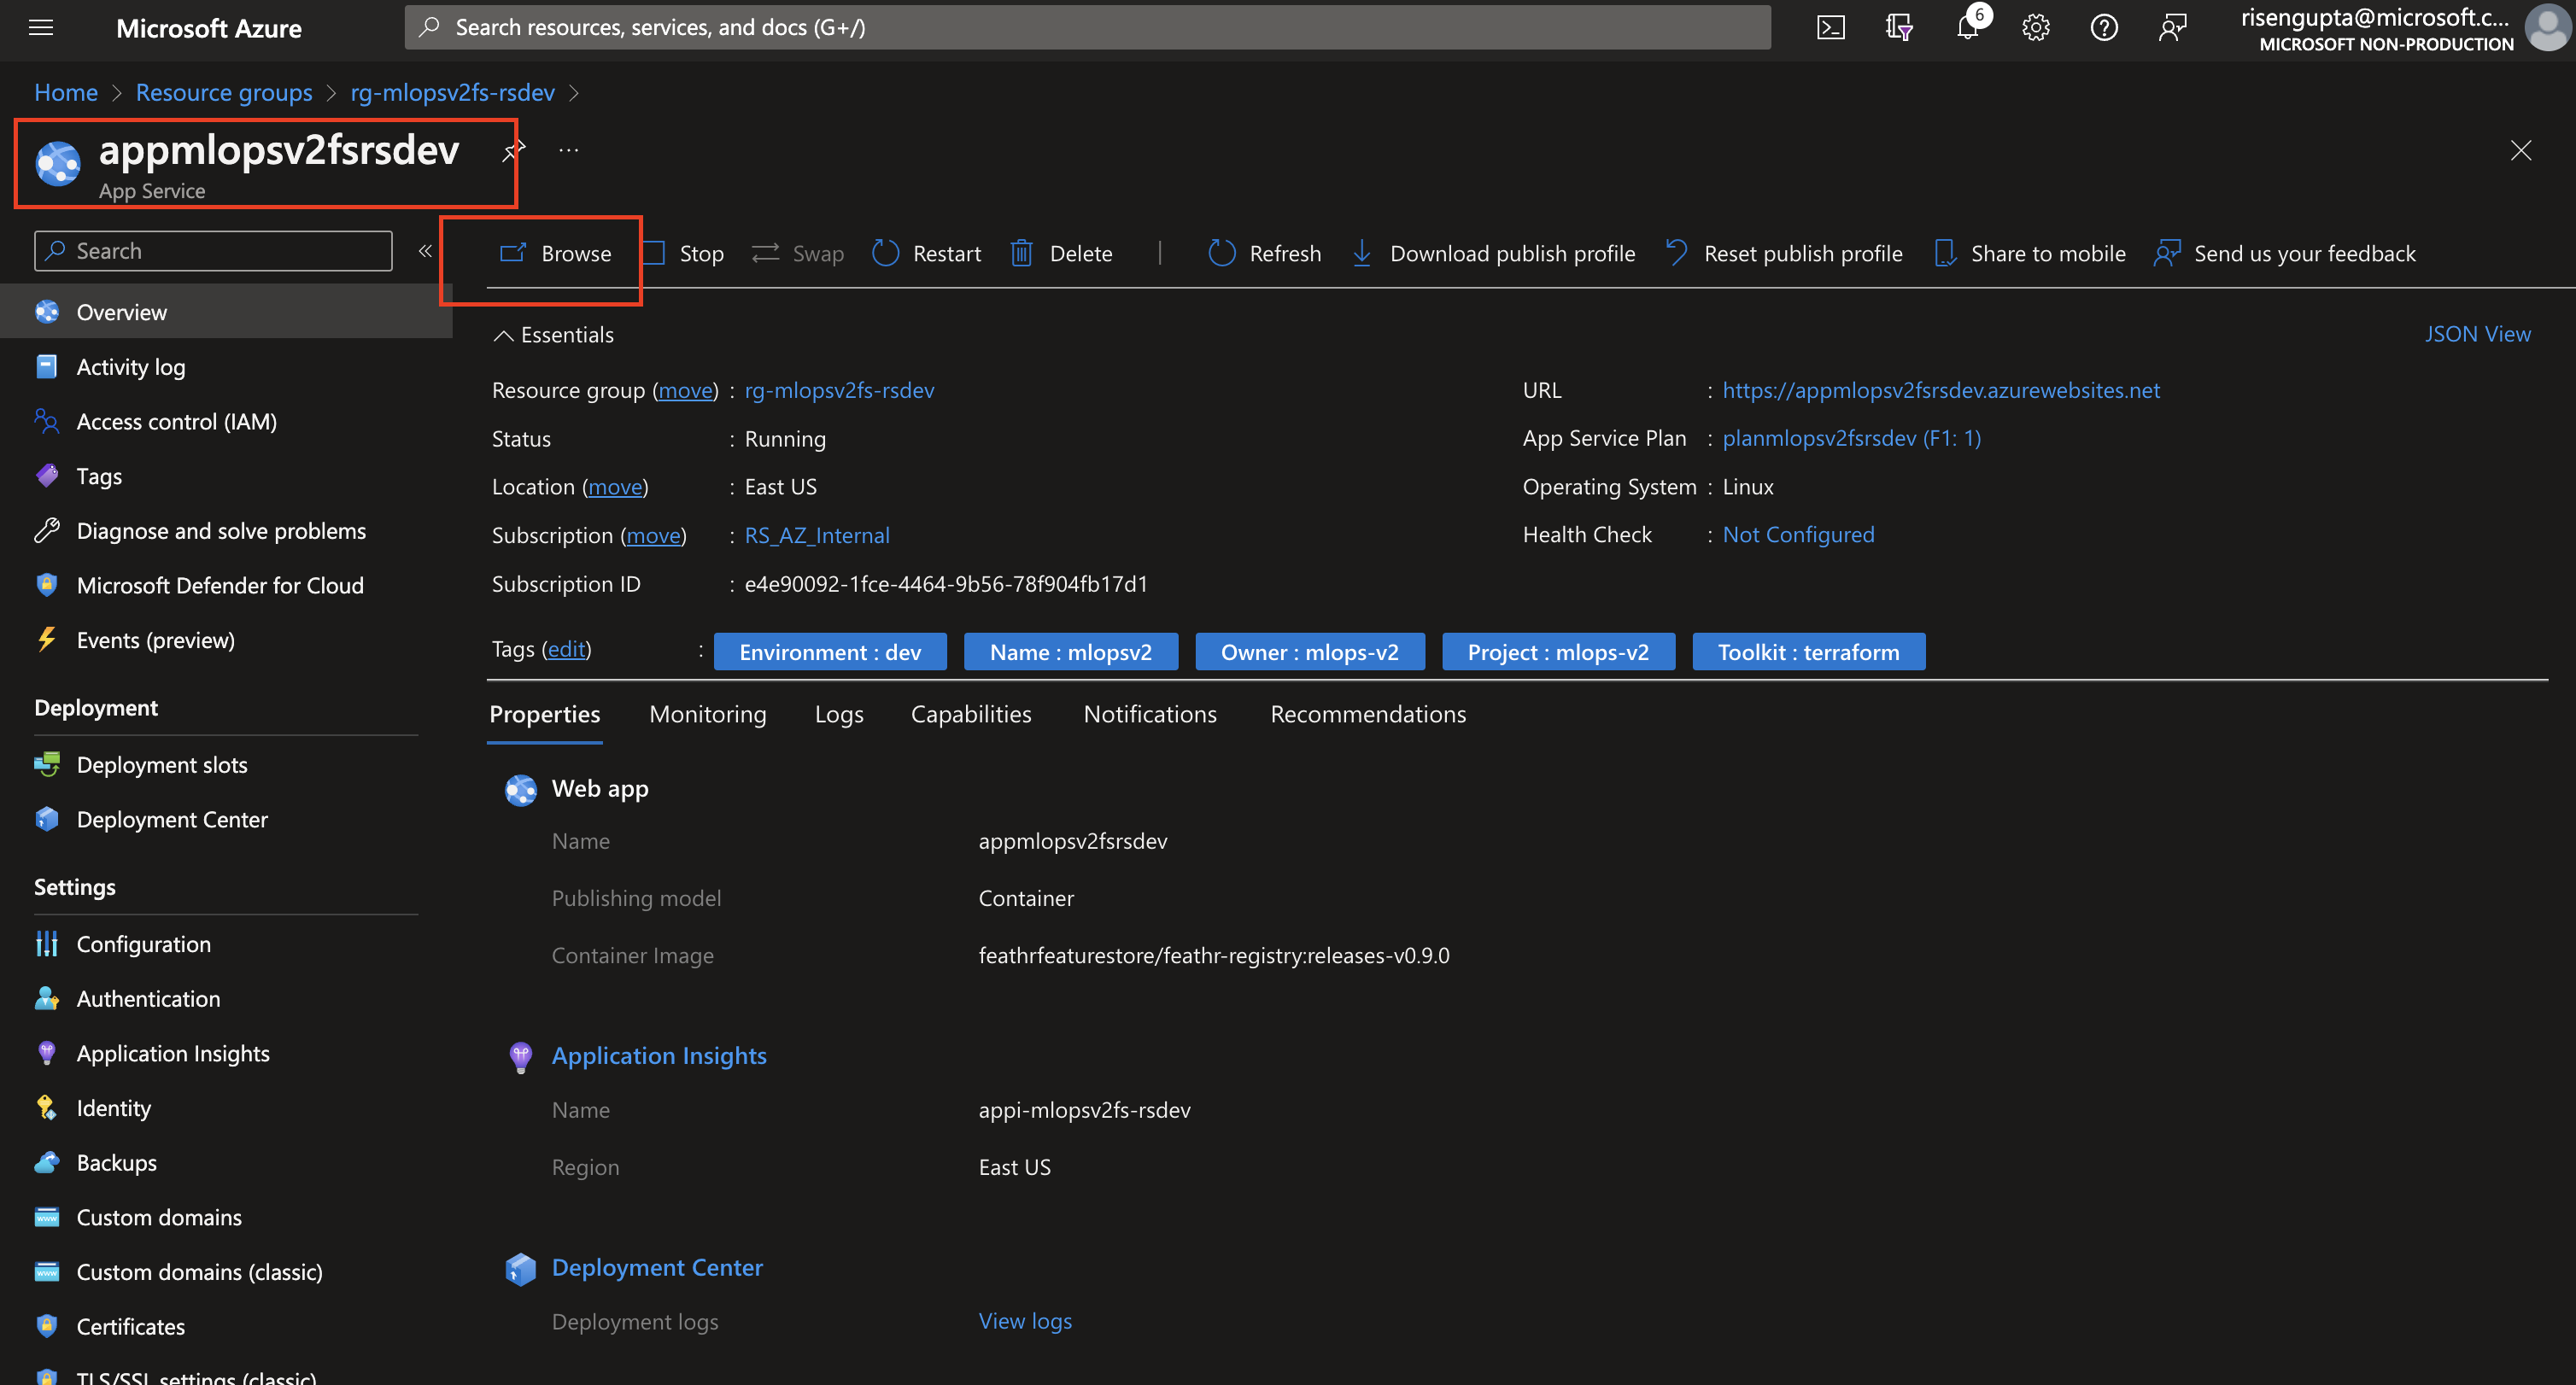 Microsoft Azure
Search resources, services, and docs (G+/)
6
risengupta@microsoft.c...
MICROSOFT NON-PRODUCTION
Home > Resource groups > rg-mlopsv2fs-rsdev >
appmlopsv2fsrsdev
...
App Service
Search
«
Browse Stop Swap Restart Delete | Refresh Download publish profile Reset publish profile Share to mobile Send us your feedback
Overview
Activity log
Access control (IAM)
Tags
Diagnose and solve problems
Microsoft Defender for Cloud
Events (preview)
Deployment
Deployment slots
Deployment Center
Settings
Configuration
Authentication
Application Insights
Identity
Backups
Custom domains
Custom domains (classic)
Certificates
TLS/SSL settings (classic)
Essentials
JSON View
Resource group (move) : rg-mlopsv2fs-rsdev
Status : Running
Location (move) : East US
Subscription (move) : RS_AZ_Internal
Subscription ID : e4e90092-1fce-4464-9b56-78f904fb17d1
URL : https://appmlopsv2fsrsdev.azurewebsites.net
App Service Plan : planmlopsv2fsrsdev (F1: 1)
Operating System : Linux
Health Check : Not Configured
Tags (edit) : Environment : dev Name : mlopsv2 Owner : mlops-v2 Project : mlops-v2 Toolkit : terraform
Properties Monitoring Logs Capabilities Notifications Recommendations
Web app
Name appmlopsv2fsrsdev
Publishing model Container
Container Image feathrfeaturestore/feathr-registry:releases-v0.9.0
Application Insights
Name appi-mlopsv2fs-rsdev
Region East US
Deployment Center
Deployment logs View logs